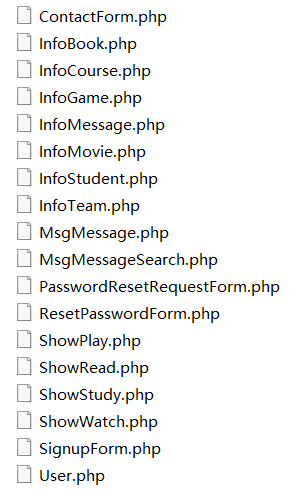 ContactForm.php
InfoBook.php
InfoCourse.php
InfoGame.php
InfoMessage.php
InfoMovie.php
InfoStudent.php
InfoTeam.php
MsgMessage.php
MsgMessageSearch.php
PasswordResetRequestForm.php
ResetPasswordForm.php
ShowPlay.php
ShowRead.php
ShowStudy.php
ShowWatch.php
SignupForm.php
User.php